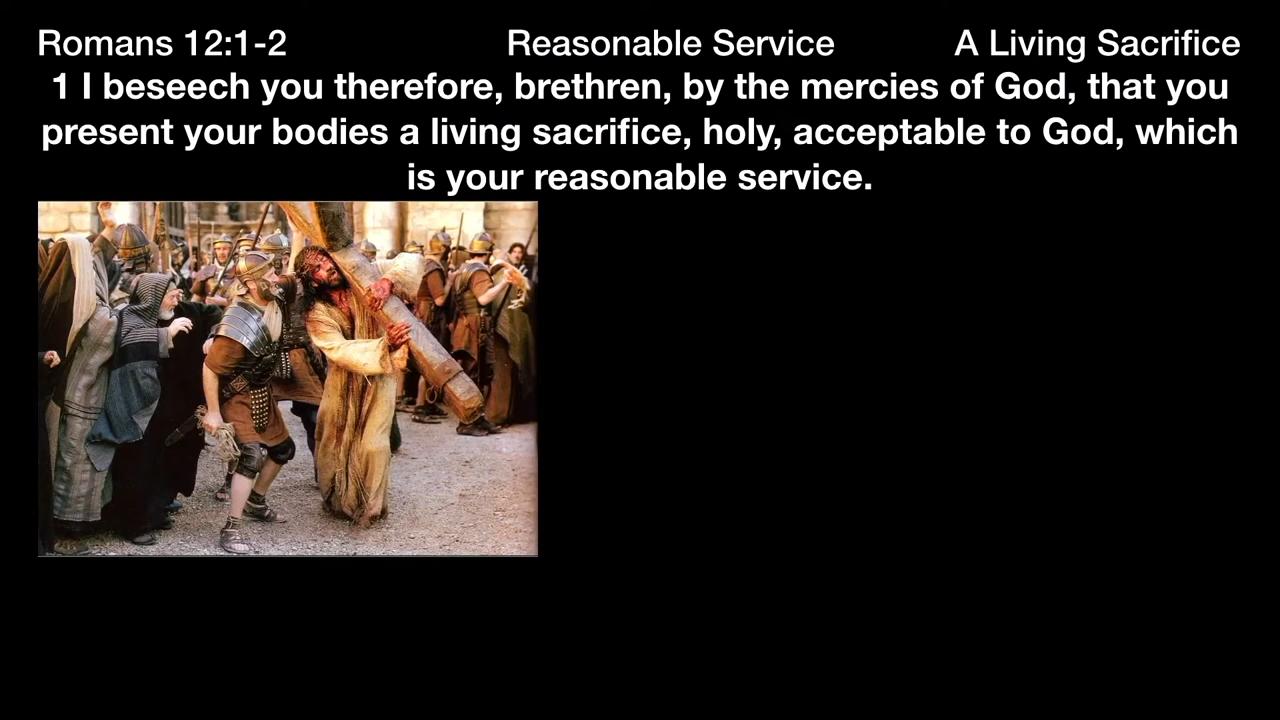 Romans 12:1-2 Reasonable Service A Living Sacrifice
1 I beseech you therefore, brethren, by the mercies of God, that you
present your bodies a living sacrifice, holy, acceptable to God, which
is your reasonable service.